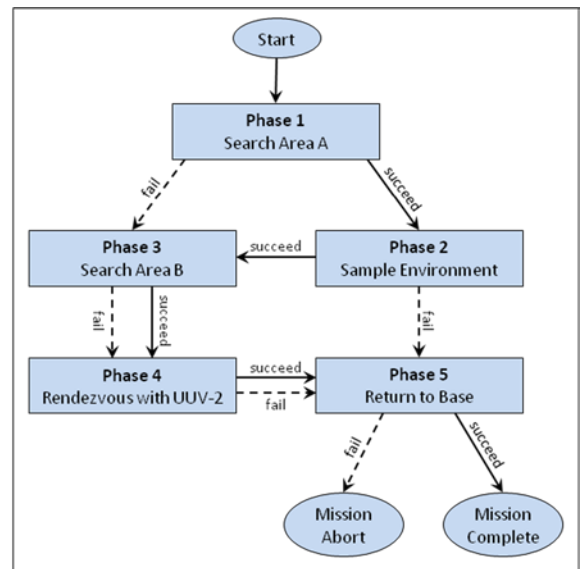 Start
Phase 1
Search Area A
fail
succeed
Phase 3
Search Area B
succeed
Phase 2
Sample Environment
fail
succeed
fail
Phase 4
Rendezvous with UUV-2
succeed
fail
Phase 5
Return to Base
fail
succeed
Mission
Abort
Mission
Complete